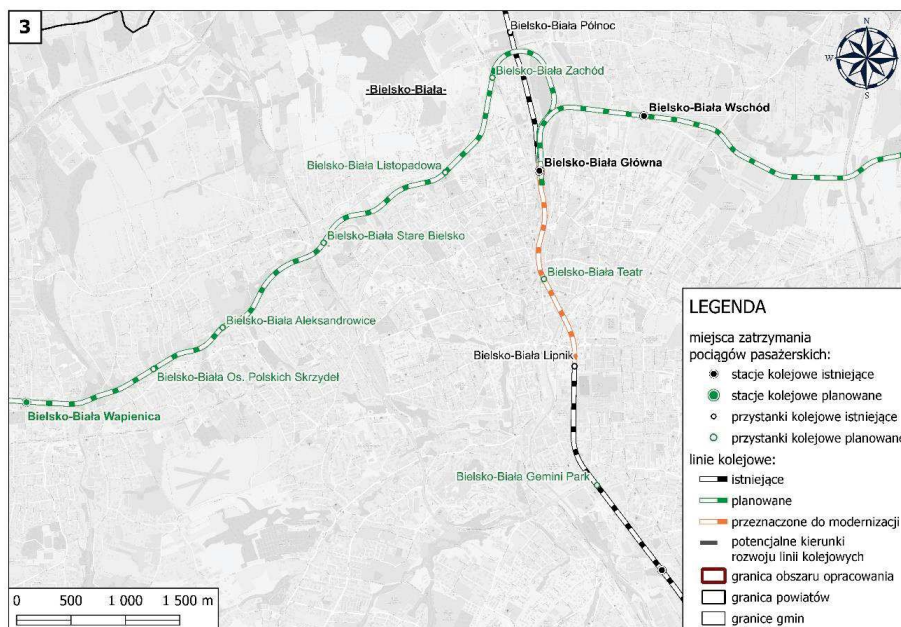 3
Bielsko-Biała Północ
N
W
E
S
Bielsko-Biała Zachód
-Bielsko-Biała-
Bielsko-Biała Wschód
Bielsko-Biała Listopadowa
Bielsko-Biała Główna
Bielsko-Biała Stare Bielsko
Bielsko-Biała Teatr
Bielsko-Biała Aleksandrowice
Bielsko-Biała Lipnik
Bielsko-Biała Os. Polskich Skrzydeł
Bielsko-Biała Wapienica
Bielsko-Biała Gemini Park
LEGENDA
miejsca zatrzymania
pociągów pasażerskich:
stacje kolejowe istniejące
stacje kolejowe planowane
przystanki kolejowe istniejące
przystanki kolejowe planowane
linie kolejowe:
istniejące
planowane
przeznaczone do modernizacji
potencjalne kierunki
rozwoju linii kolejowych
granica obszaru opracowania
granica powiatów
granice gmin
0 500 1 000 1 500 m